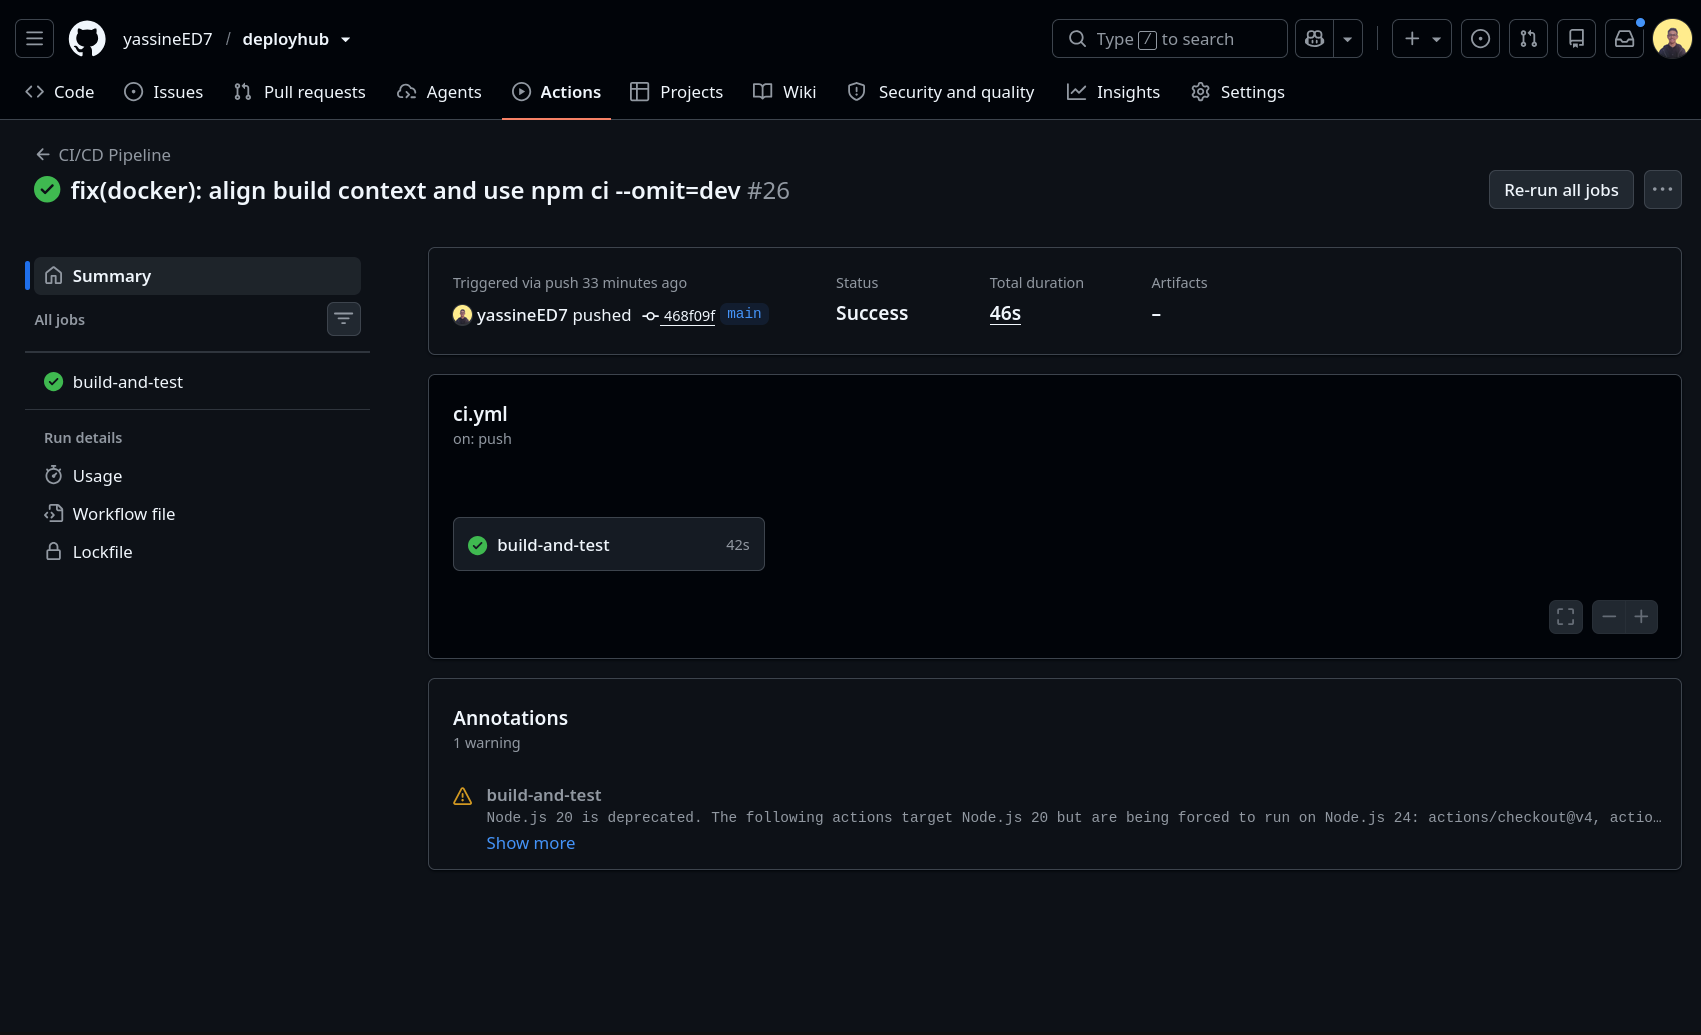 yassineED7 / deployhub
Type / to search
Code Issues Pull requests Agents Actions Projects Wiki Security and quality Insights Settings
CI/CD Pipeline
fix(docker): align build context and use npm ci --omit=dev #26
Re-run all jobs
Summary
All jobs
build-and-test
Run details
Usage
Workflow file
Lockfile
Triggered via push 33 minutes ago
yassineED7 pushed 468f09f main
Status
Success
Total duration
46s
Artifacts
–
ci.yml
on: push
build-and-test 42s
Annotations
1 warning
build-and-test
Node.js 20 is deprecated. The following actions target Node.js 20 but are being forced to run on Node.js 24: actions/checkout@v4, actio…
Show more